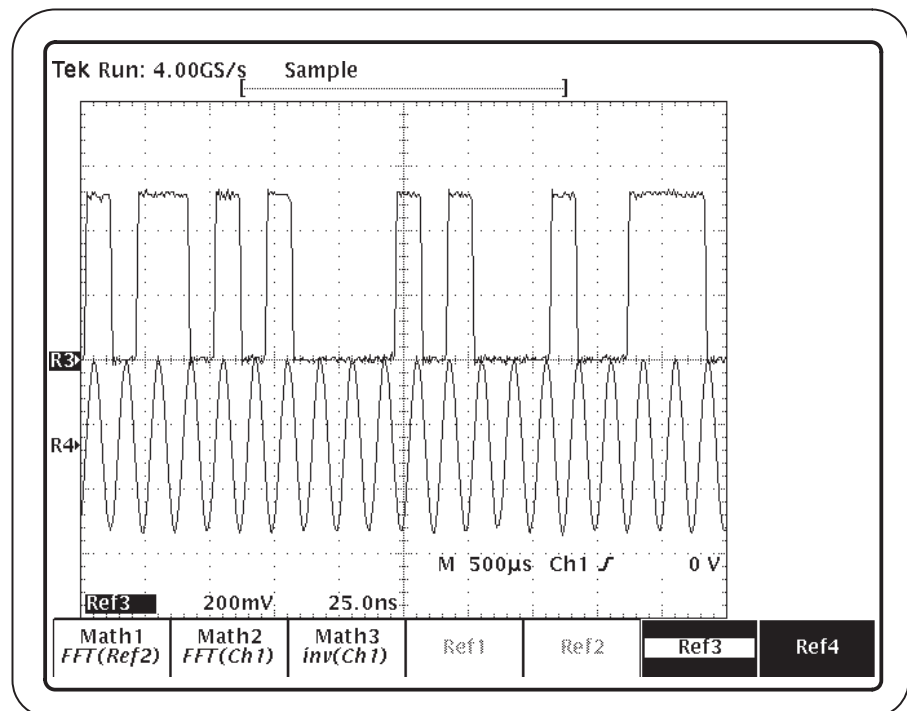 Tek Run: 4.00GS/s Sample
R3
R4
M 500µs Ch1 0 V
Ref3 200mV 25.0ns
Math1 Math2 Math3 Ref1 Ref2 Ref3 Ref4
FFT(Ref2) FFT(Ch1) inv(Ch1)